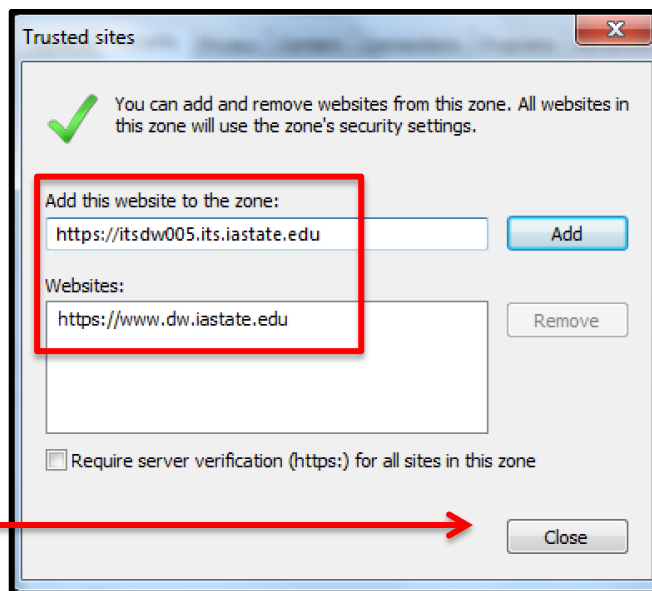 Trusted sites
X
You can add and remove websites from this zone. All websites in
this zone will use the zone's security settings.
Add this website to the zone:
https://itsdw005.its.iastate.edu
Add
Websites:
https://www.dw.iastate.edu
Remove
Require server verification (https:) for all sites in this zone
Close